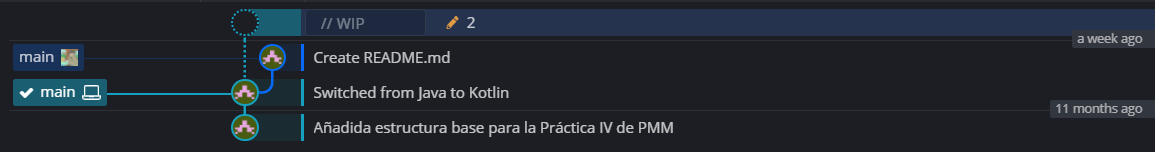 // WIP 2
a week ago
main Create README.md
main Switched from Java to Kotlin
11 months ago
Añadida estructura base para la Práctica IV de PMM